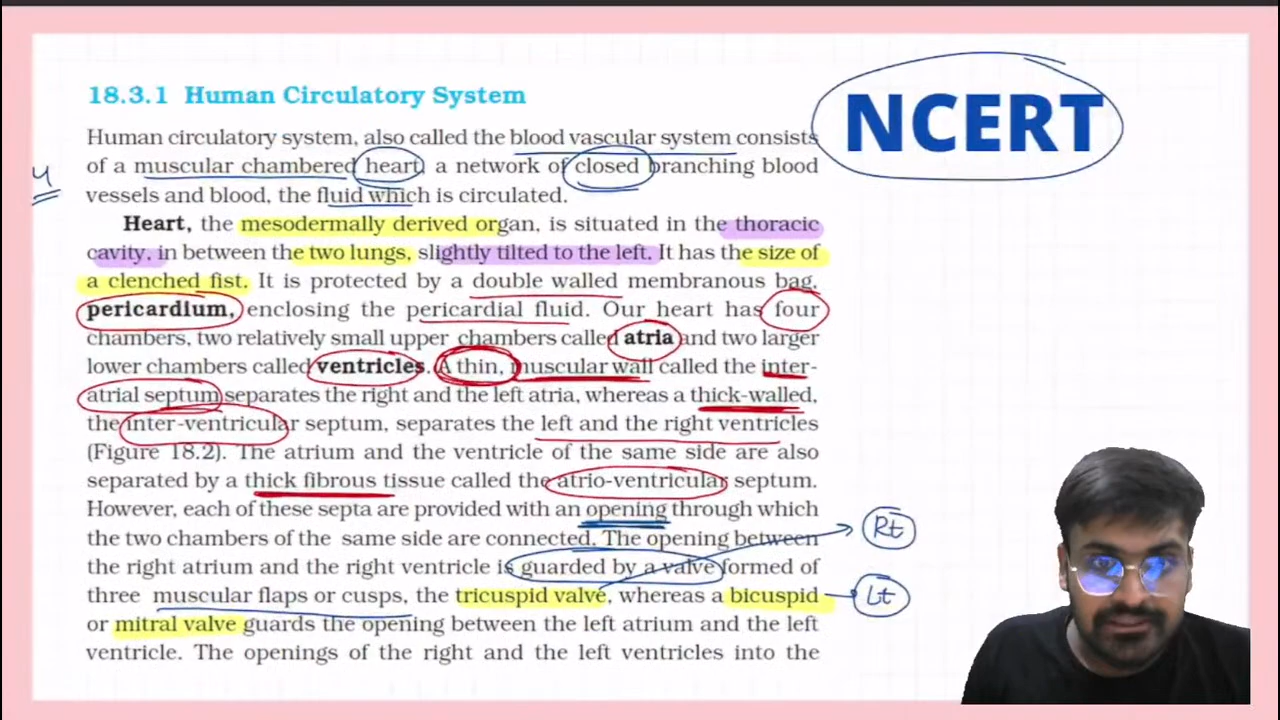 NCERT
18.3.1 Human Circulatory System
Human circulatory system, also called the blood vascular system consists
of a muscular chambered heart, a network of closed branching blood
vessels and blood, the fluid which is circulated.
4
Heart, the mesodermally derived organ, is situated in the thoracic
cavity, in between the two lungs, slightly tilted to the left. It has the size of
a clenched fist. It is protected by a double walled membranous bag,
pericardium, enclosing the pericardial fluid. Our heart has four
chambers, two relatively small upper chambers called atria and two larger
lower chambers called ventricles. A thin, muscular wall called the inter-
atrial septum separates the right and the left atria, whereas a thick-walled,
the inter-ventricular septum, separates the left and the right ventricles
(Figure 18.2). The atrium and the ventricle of the same side are also
separated by a thick fibrous tissue called the atrio-ventricular septum.
However, each of these septa are provided with an opening through which
the two chambers of the same side are connected. The opening between
the right atrium and the right ventricle is guarded by a valve formed of
three muscular flaps or cusps, the tricuspid valve, whereas a bicuspid
or mitral valve guards the opening between the left atrium and the left
ventricle. The openings of the right and the left ventricles into the
Rt
Lt